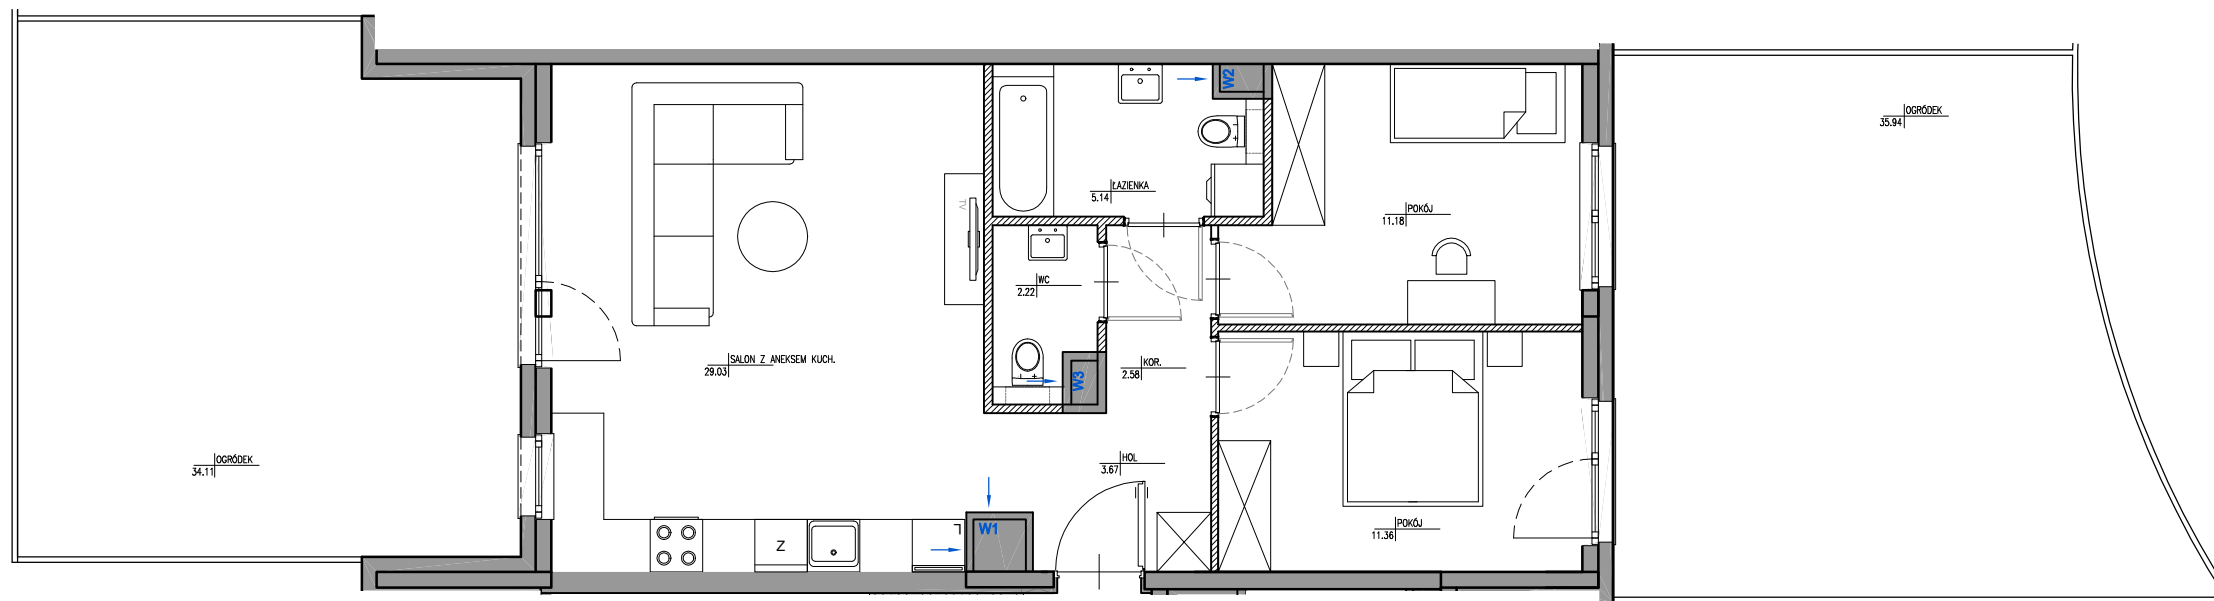 W2
OGRÓDEK
35.94
TV
ŁAZIENKA
5.14
POKÓJ
11.18
WC
2.22
SALON Z ANEKSEM KUCH.
29.03
KOR.
2.58
W3
OGRÓDEK
34.11
HOL
3.67
W1
POKÓJ
11.36
Z